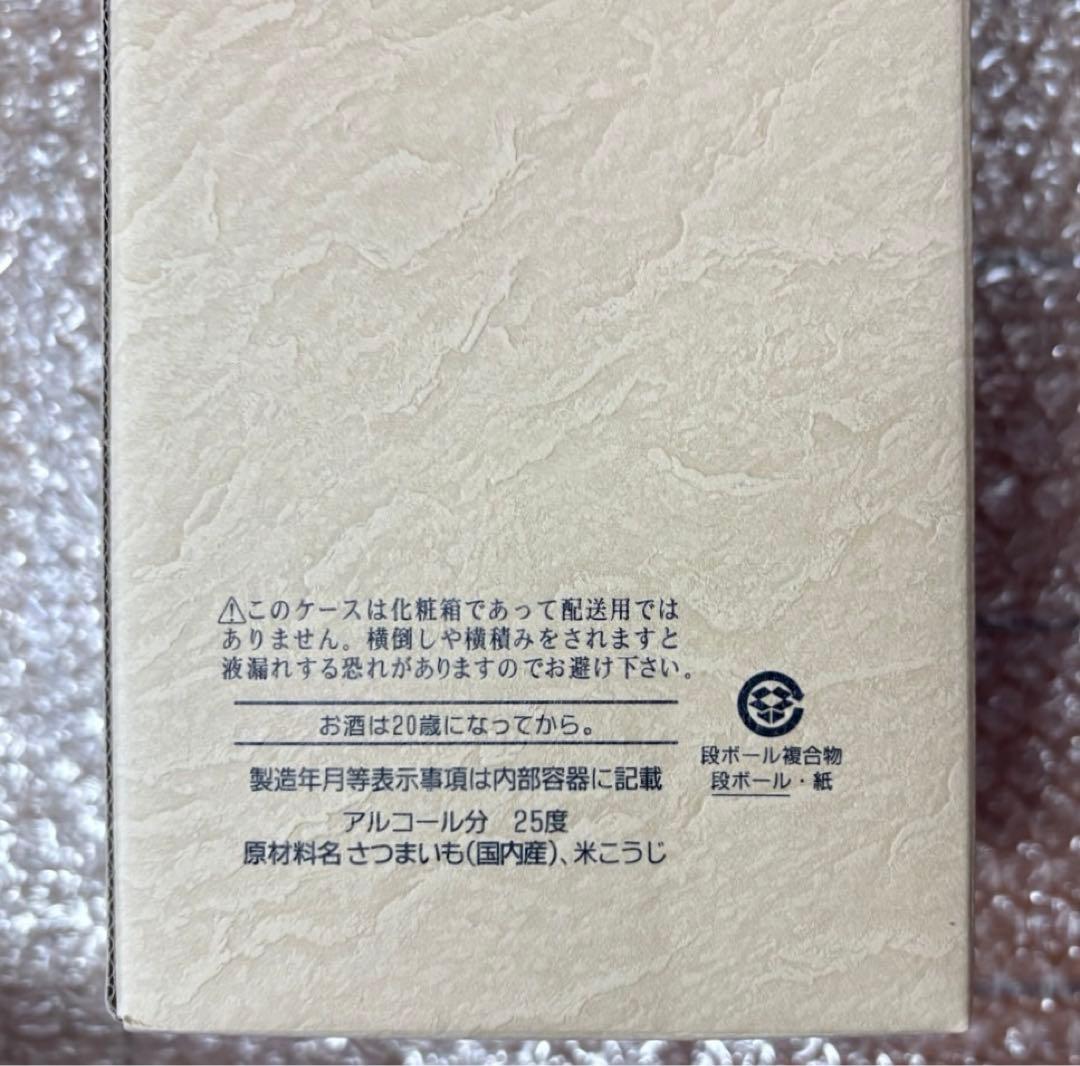 ⚠このケースは化粧箱であって配送用では
ありません。横倒しや横積みをされますと
液漏れする恐れがありますのでお避け下さい。
お酒は20歳になってから。
製造年月等表示事項は内部容器に記載
アルコール分 25度
原材料名 さつまいも(国内産)、米こうじ
段ボール複合物
段ボール・紙